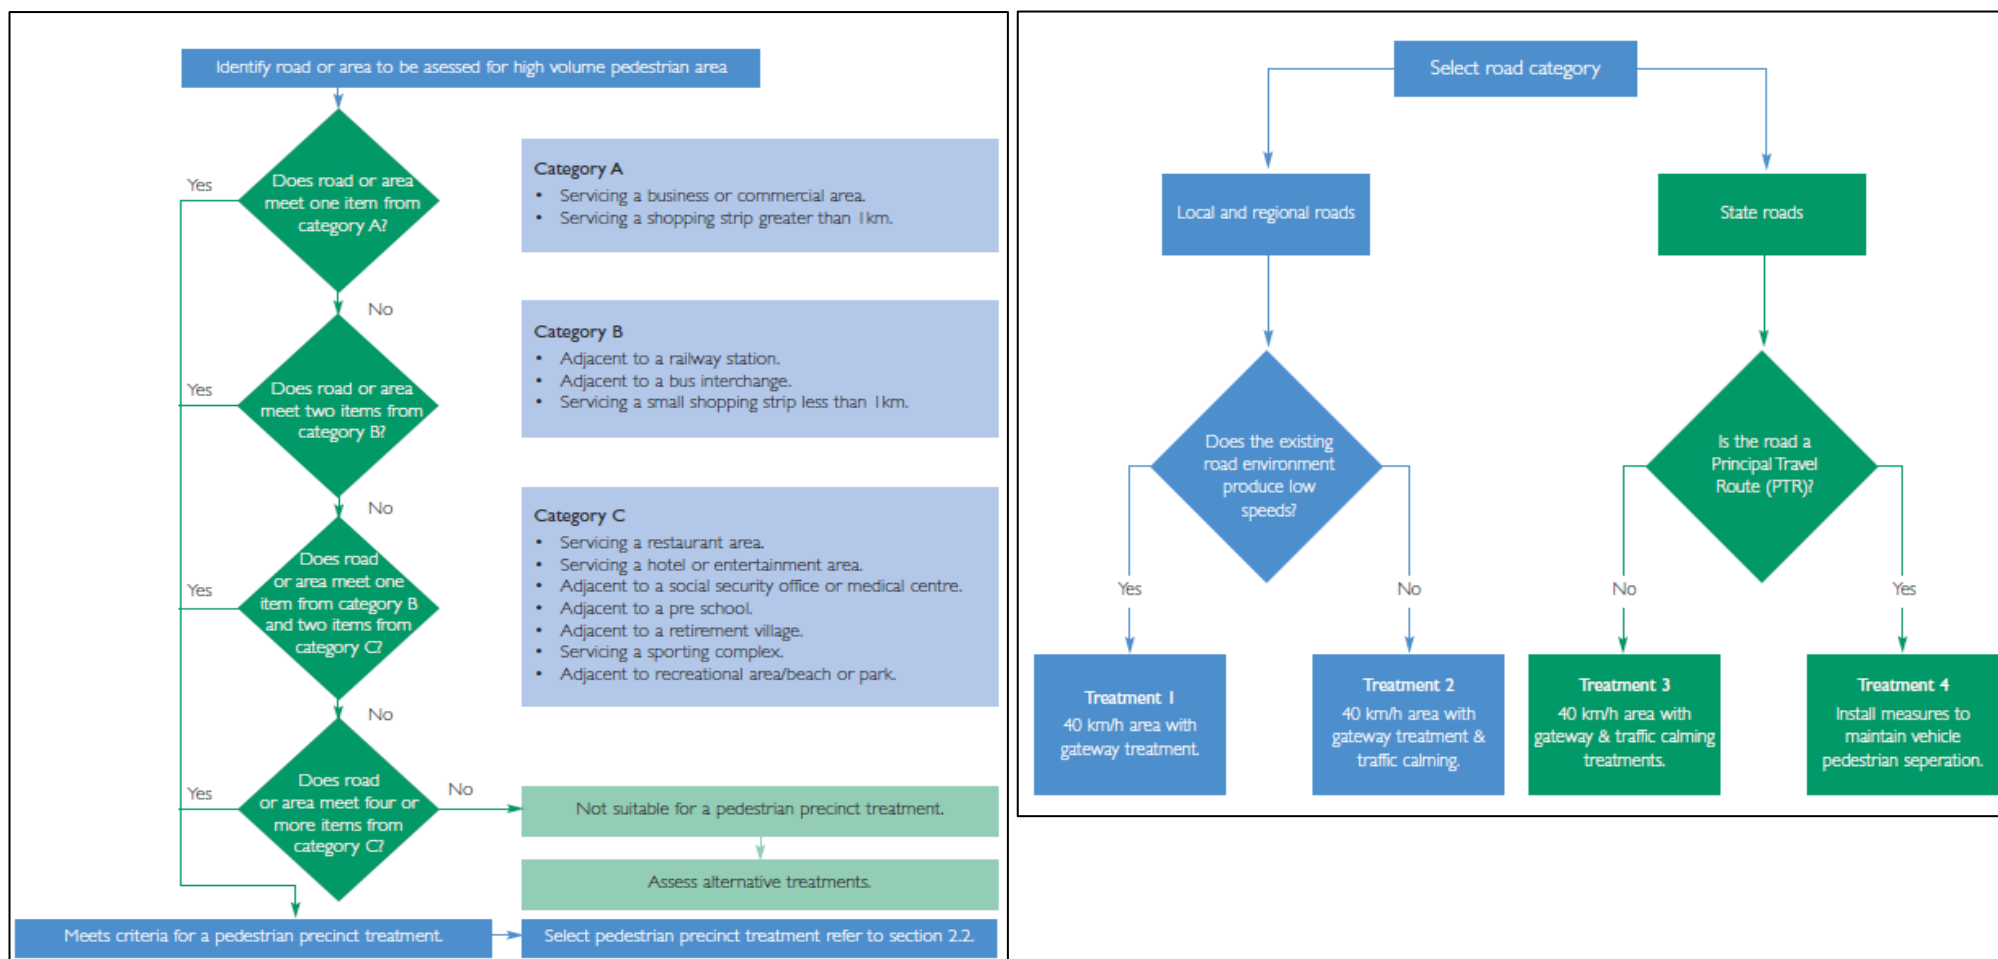 Identify road or area to be asessed for high volume pedestrian area
Does road or area
meet one item from
category A?
Yes
No
Category A
• Servicing a business or commercial area.
• Servicing a shopping strip greater than 1km.
Does road or area
meet two items from
category B?
Yes
No
Category B
• Adjacent to a railway station.
• Adjacent to a bus interchange.
• Servicing a small shopping strip less than 1km.
Does road
or area meet one
item from category B
and two items from
category C?
Yes
No
Category C
• Servicing a restaurant area.
• Servicing a hotel or entertainment area.
• Adjacent to a social security office or medical centre.
• Adjacent to a pre school.
• Adjacent to a retirement village.
• Servicing a sporting complex.
• Adjacent to recreational area/beach or park.
Does road
or area meet four or
more items from
category C?
Yes
No
Not suitable for a pedestrian precinct treatment.
Assess alternative treatments.
Meets criteria for a pedestrian precinct treatment.
Select pedestrian precinct treatment refer to section 2.2.
Select road category
Local and regional roads
State roads
Does the existing
road environment
produce low
speeds?
Is the road a
Principal Travel
Route (PTR)?
Yes
No
No
Yes
Treatment 1
40 km/h area with
gateway treatment.
Treatment 2
40 km/h area with
gateway treatment &
traffic calming.
Treatment 3
40 km/h area with
gateway & traffic calming
treatments.
Treatment 4
Install measures to
maintain vehicle
pedestrian seperation.